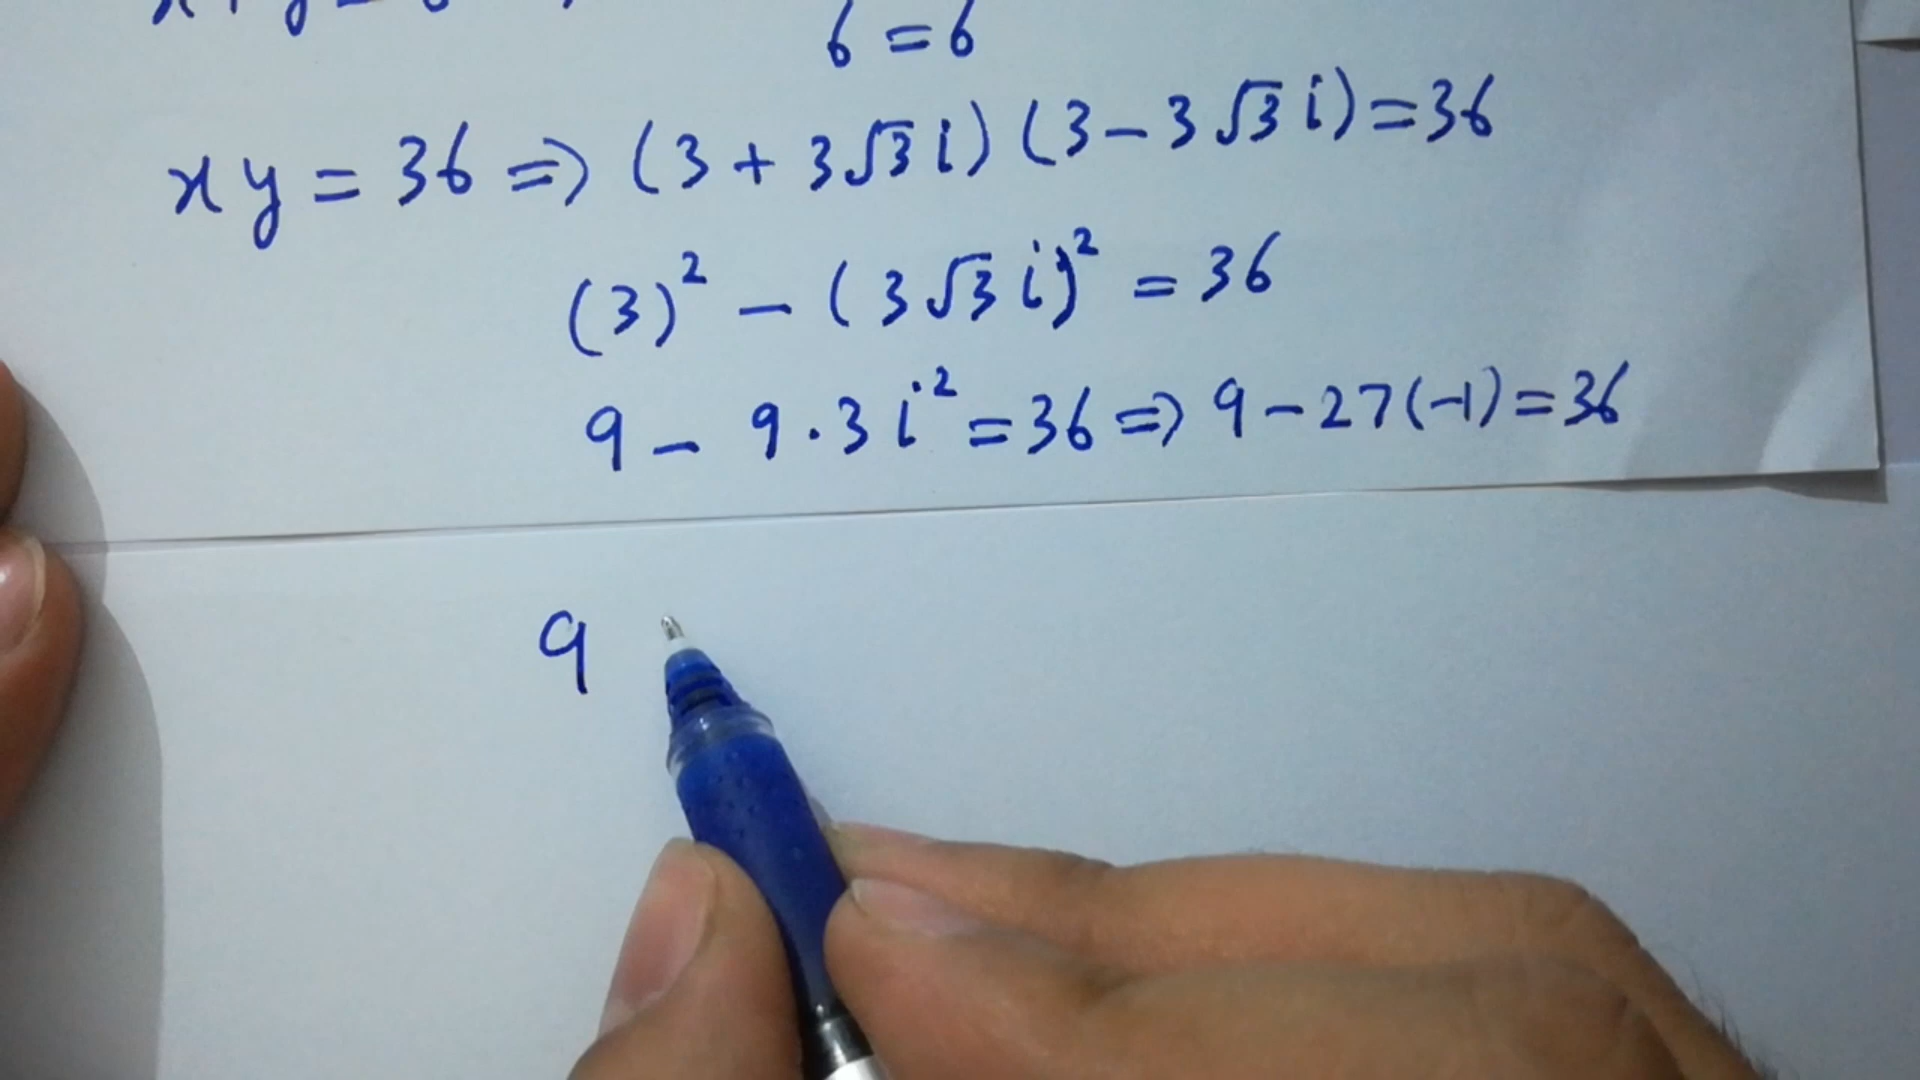 x + y = 6
6 = 6
xy = 36 ⇒ (3 + 3√3 i) (3 − 3√3 i) = 36
(3)² − (3√3 i)² = 36
9 − 9·3 i² = 36 ⇒ 9 − 27(−1) = 36
9